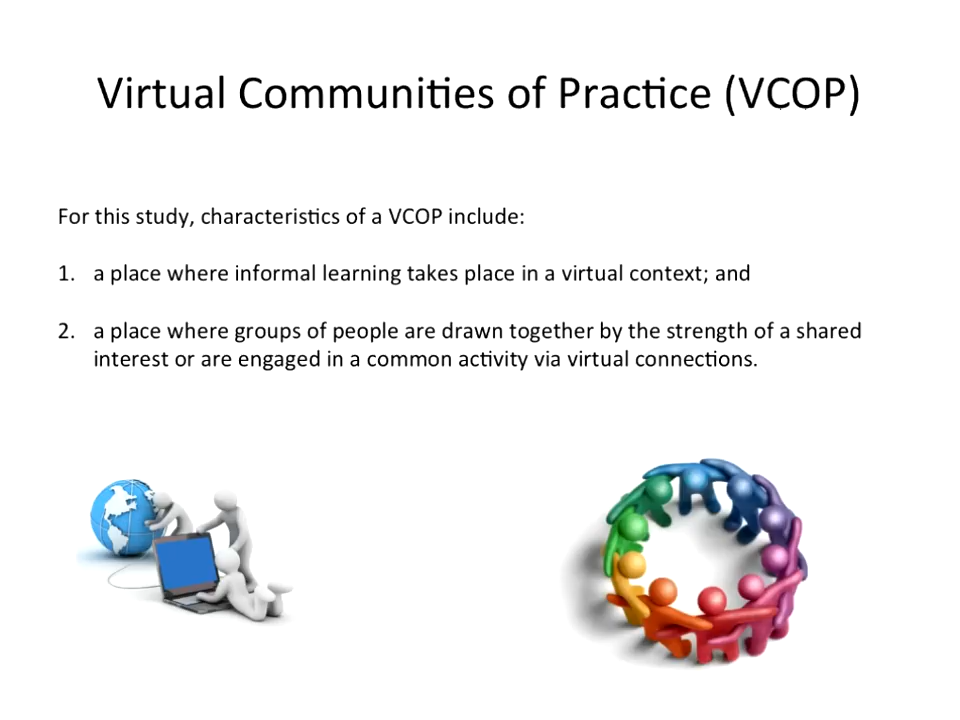 Virtual Communities of Practice (VCOP)
For this study, characteristics of a VCOP include:
1. a place where informal learning takes place in a virtual context; and
2. a place where groups of people are drawn together by the strength of a shared
interest or are engaged in a common activity via virtual connections.